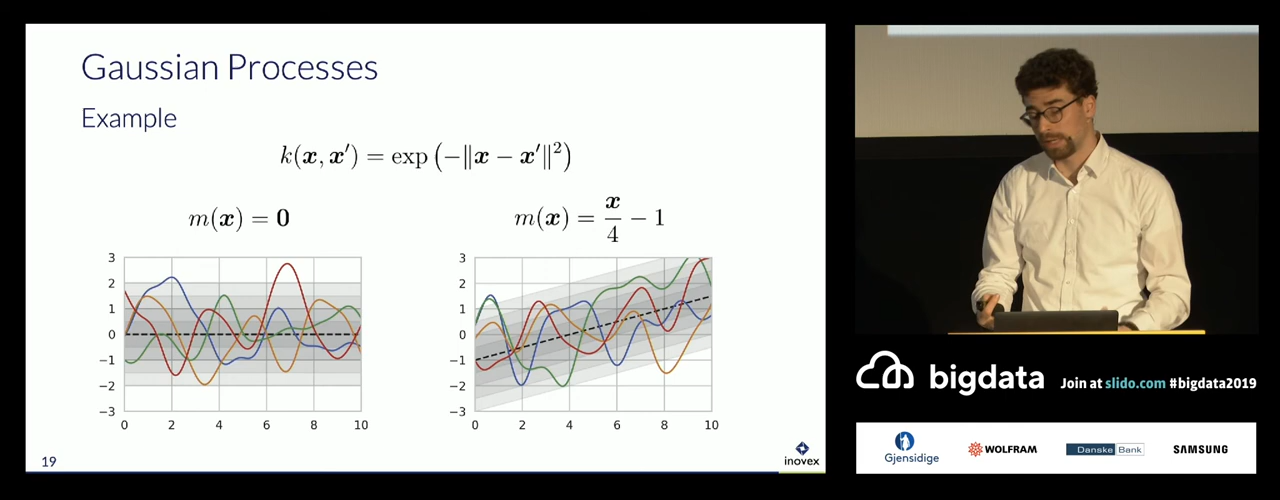 Gaussian Processes
Example
k(x, x′) = exp (−‖x − x′‖²)
m(x) = 0
m(x) = x/4 − 1
3
2
1
0
−1
−2
−3
0 2 4 6 8 10
3
2
1
0
−1
−2
−3
0 2 4 6 8 10
19
inovex
bigdata Join at slido.com #bigdata2019
Gjensidige WOLFRAM Danske Bank SAMSUNG